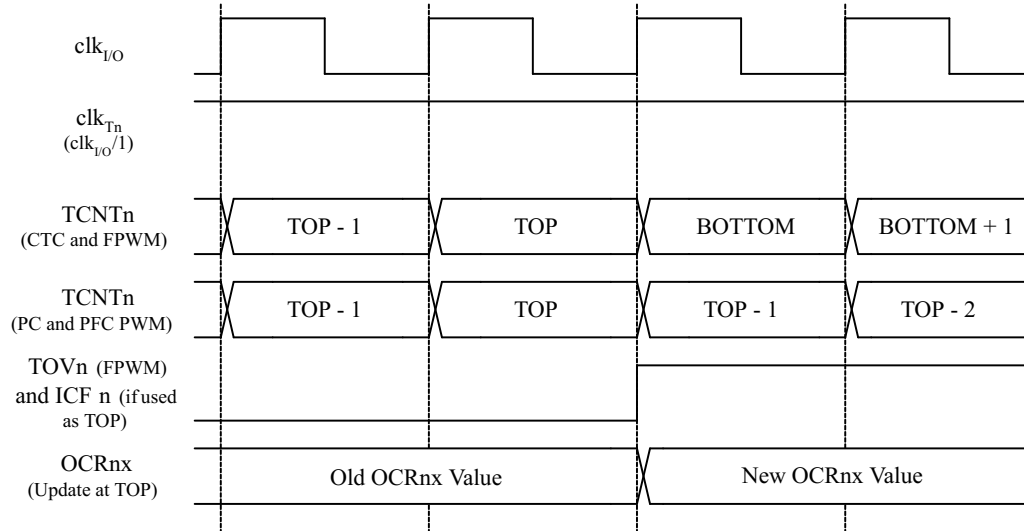 clkI/O
clkTn
(clkI/O/1)
TCNTn
(CTC and FPWM)
TOP - 1
TOP
BOTTOM
BOTTOM + 1
TCNTn
(PC and PFC PWM)
TOP - 1
TOP
TOP - 1
TOP - 2
TOVn (FPWM)
and ICF n (if used
as TOP)
OCRnx
(Update at TOP)
Old OCRnx Value
New OCRnx Value